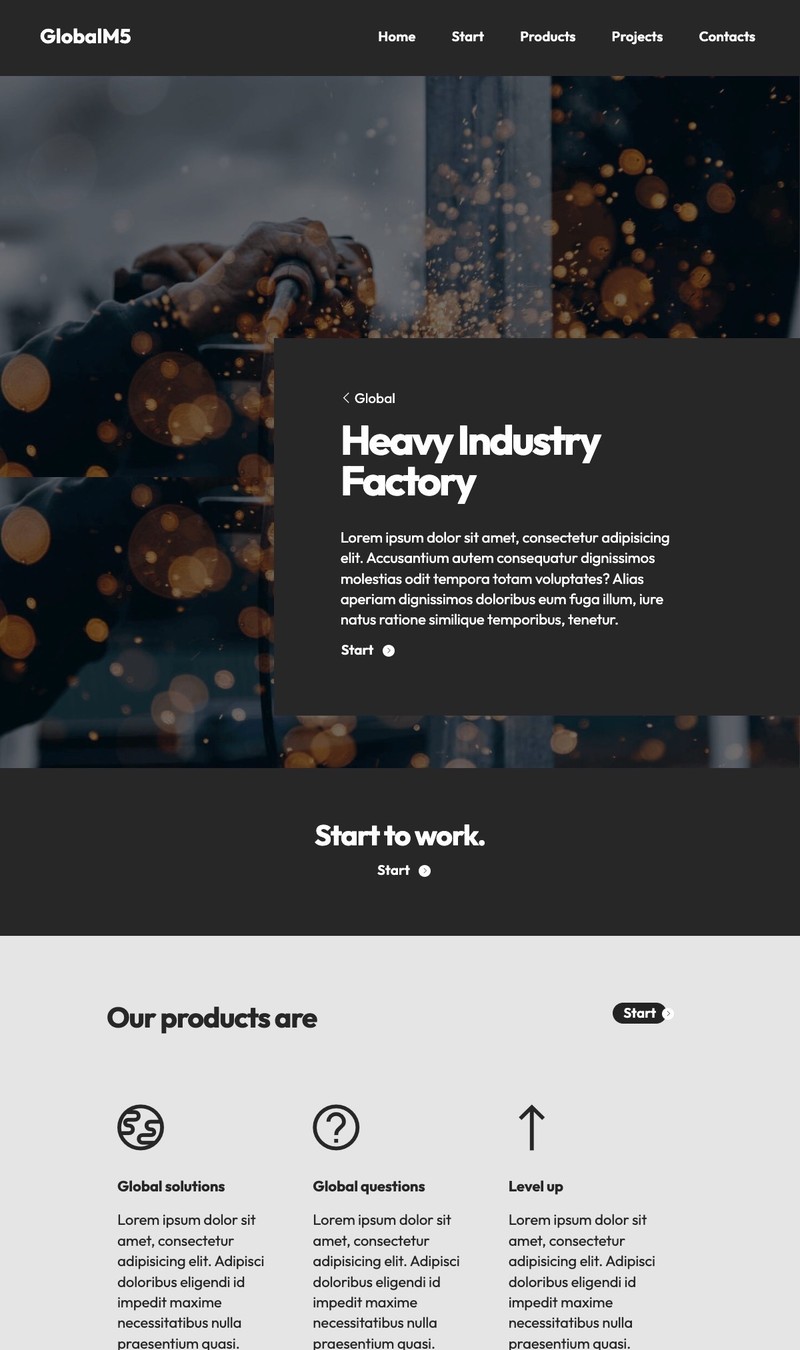 GlobalM5
Home Start Products Projects Contacts
Global
Heavy Industry
Factory
Lorem ipsum dolor sit amet, consectetur adipisicing
elit. Accusantium autem consequatur dignissimos
molestias odit tempora totam voluptates? Alias
aperiam dignissimos doloribus eum fuga illum, iure
natus ratione similique temporibus, tenetur.
Start
Start to work.
Start
Our products are
Start
Global solutions
Lorem ipsum dolor sit
amet, consectetur
adipisicing elit. Adipisci
doloribus eligendi id
impedit maxime
necessitatibus nulla
praesentium quasi.
Global questions
Lorem ipsum dolor sit
amet, consectetur
adipisicing elit. Adipisci
doloribus eligendi id
impedit maxime
necessitatibus nulla
praesentium quasi.
Level up
Lorem ipsum dolor sit
amet, consectetur
adipisicing elit. Adipisci
doloribus eligendi id
impedit maxime
necessitatibus nulla
praesentium quasi.